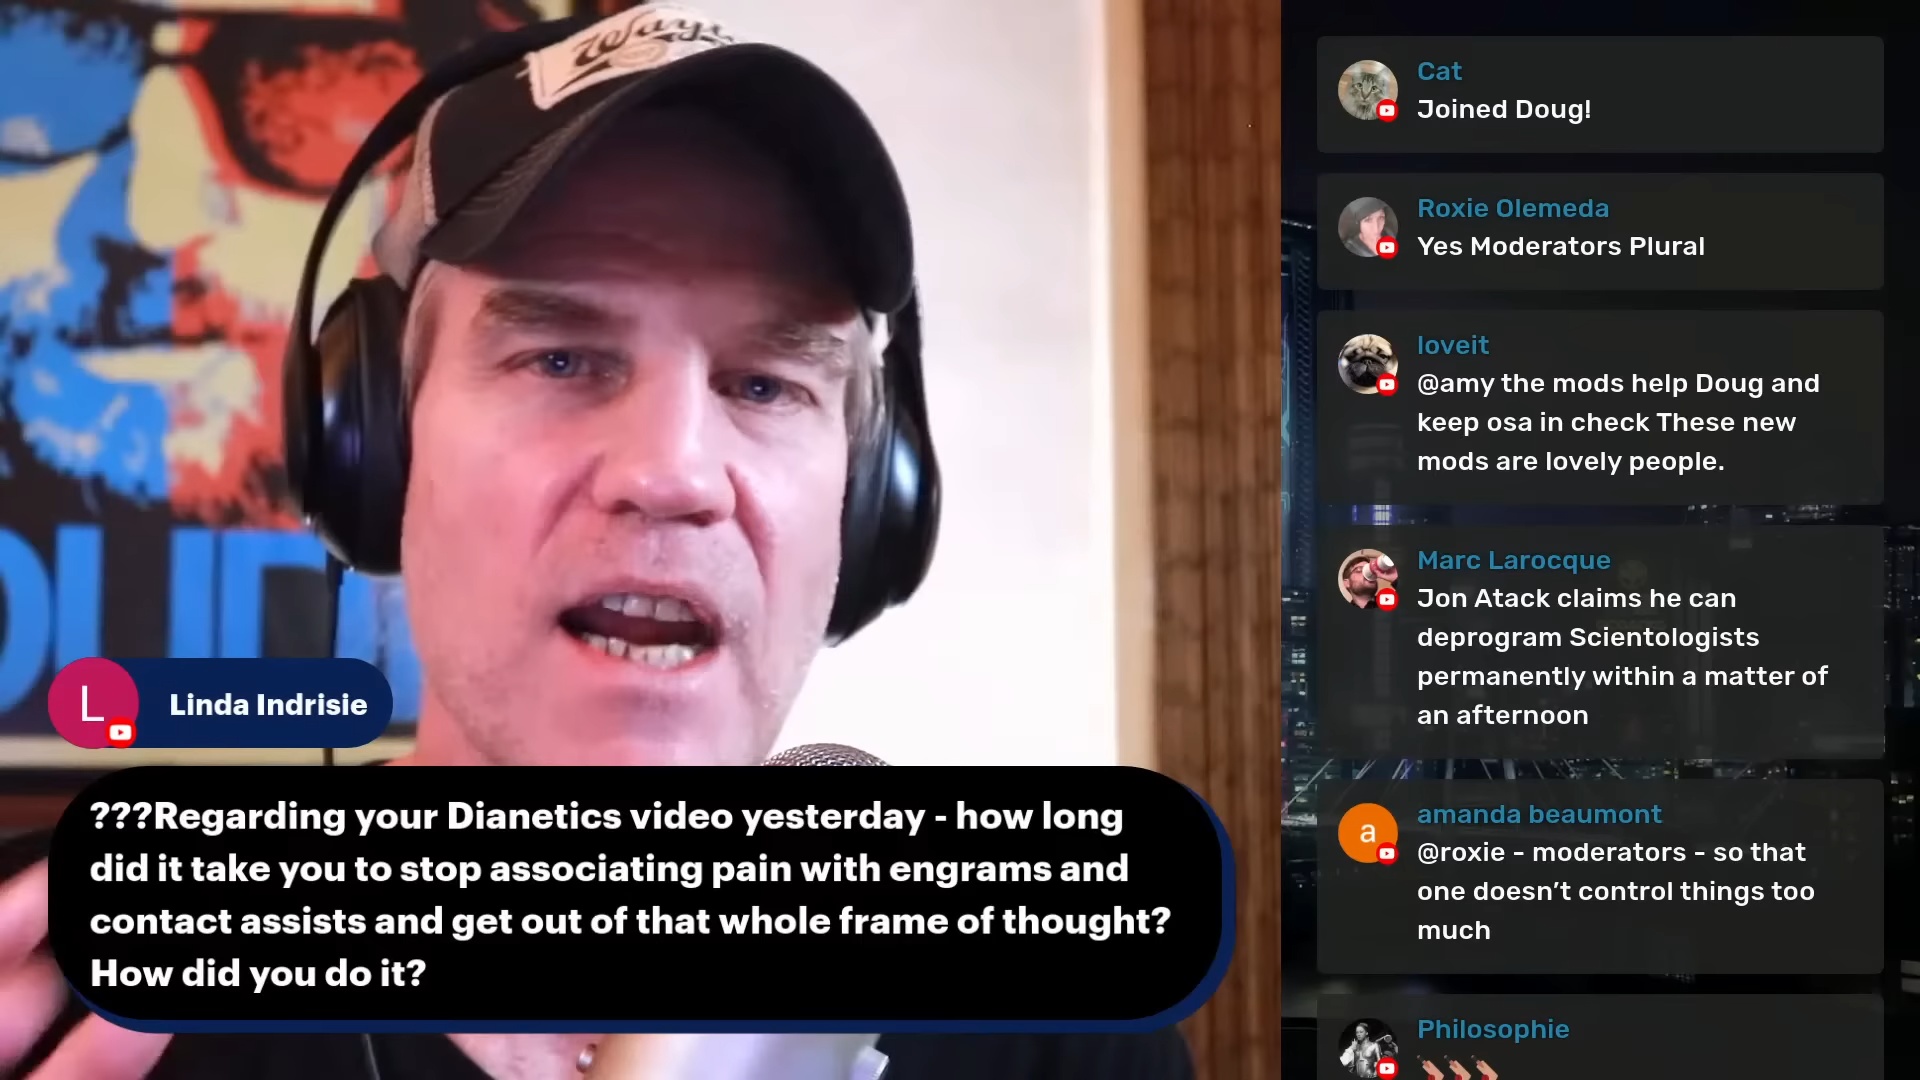 Linda Indrisie
L
???Regarding your Dianetics video yesterday - how long
did it take you to stop associating pain with engrams and
contact assists and get out of that whole frame of thought?
How did you do it?
Cat
Joined Doug!
Roxie Olemeda
Yes Moderators Plural
loveit
@amy the mods help Doug and
keep osa in check These new
mods are lovely people.
Marc Larocque
Jon Atack claims he can
deprogram Scientologists
permanently within a matter of
an afternoon
amanda beaumont
a
@roxie - moderators - so that
one doesn’t control things too
much
Philosophie